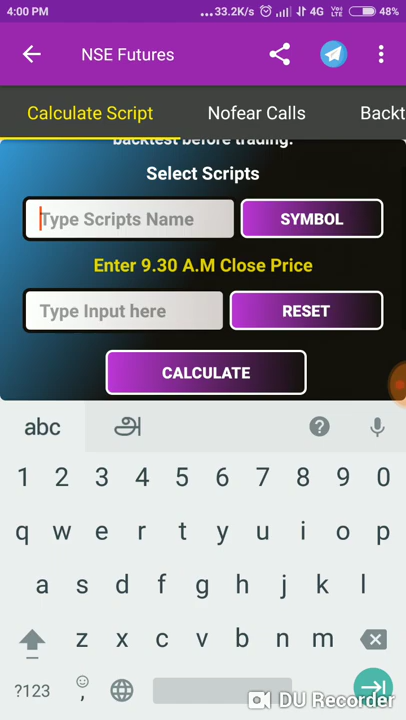 4:00 PM ...33.2K/s 4G VoLTE 48%
NSE Futures
Calculate Script Nofear Calls Backt
backtest before trading.
Select Scripts
Type Scripts Name SYMBOL
Enter 9.30 A.M Close Price
Type Input here RESET
CALCULATE
abc அ ?
1 2 3 4 5 6 7 8 9 0
q w e r t y u i o p
a s d f g h j k l
z x c v b n m
?123 ,
DU Recorder